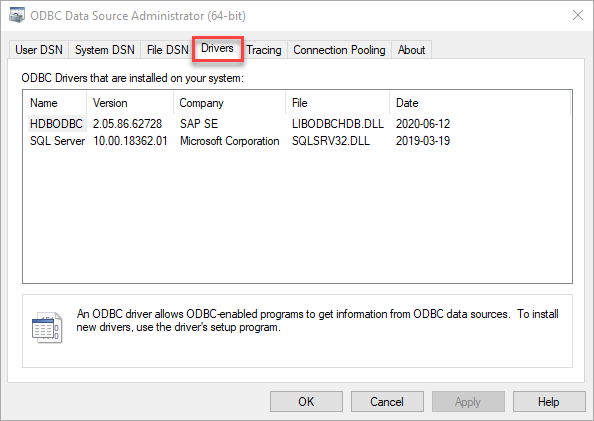 ODBC Data Source Administrator (64-bit)
User DSN System DSN File DSN Drivers Tracing Connection Pooling About
ODBC Drivers that are installed on your system:
Name Version Company File Date
HDBODBC 2.05.86.62728 SAP SE LIBODBCHDB.DLL 2020-06-12
SQL Server 10.00.18362.01 Microsoft Corporation SQLSRV32.DLL 2019-03-19
An ODBC driver allows ODBC-enabled programs to get information from ODBC data sources. To install
new drivers, use the driver's setup program.
OK Cancel Apply Help